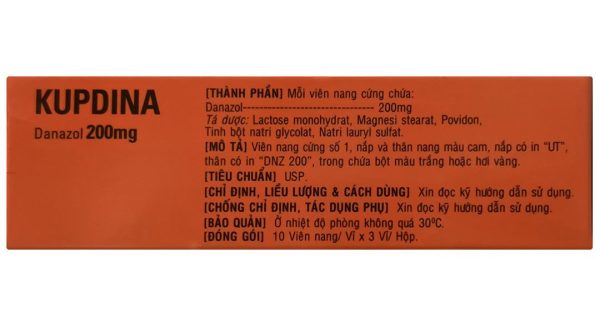 KUPDINA
Danazol 200mg
[THÀNH PHẦN] Mỗi viên nang cứng chứa:
Danazol------------------------------- 200mg
Tá dược: Lactose monohydrat, Magnesi stearat, Povidon,
Tinh bột natri glycolat, Natri lauryl sulfat.
[MÔ TẢ] Viên nang cứng số 1, nắp và thân nang màu cam, nắp có in “UT”,
thân có in “DNZ 200”, trong chứa bột màu trắng hoặc hơi vàng.
[TIÊU CHUẨN] USP.
[CHỈ ĐỊNH, LIỀU LƯỢNG & CÁCH DÙNG] Xin đọc kỹ hướng dẫn sử dụng.
[CHỐNG CHỈ ĐỊNH, TÁC DỤNG PHỤ] Xin đọc kỹ hướng dẫn sử dụng.
[BẢO QUẢN] Ở nhiệt độ phòng không quá 30ºC.
[ĐÓNG GÓI] 10 Viên nang/ Vỉ x 3 Vỉ/ Hộp.